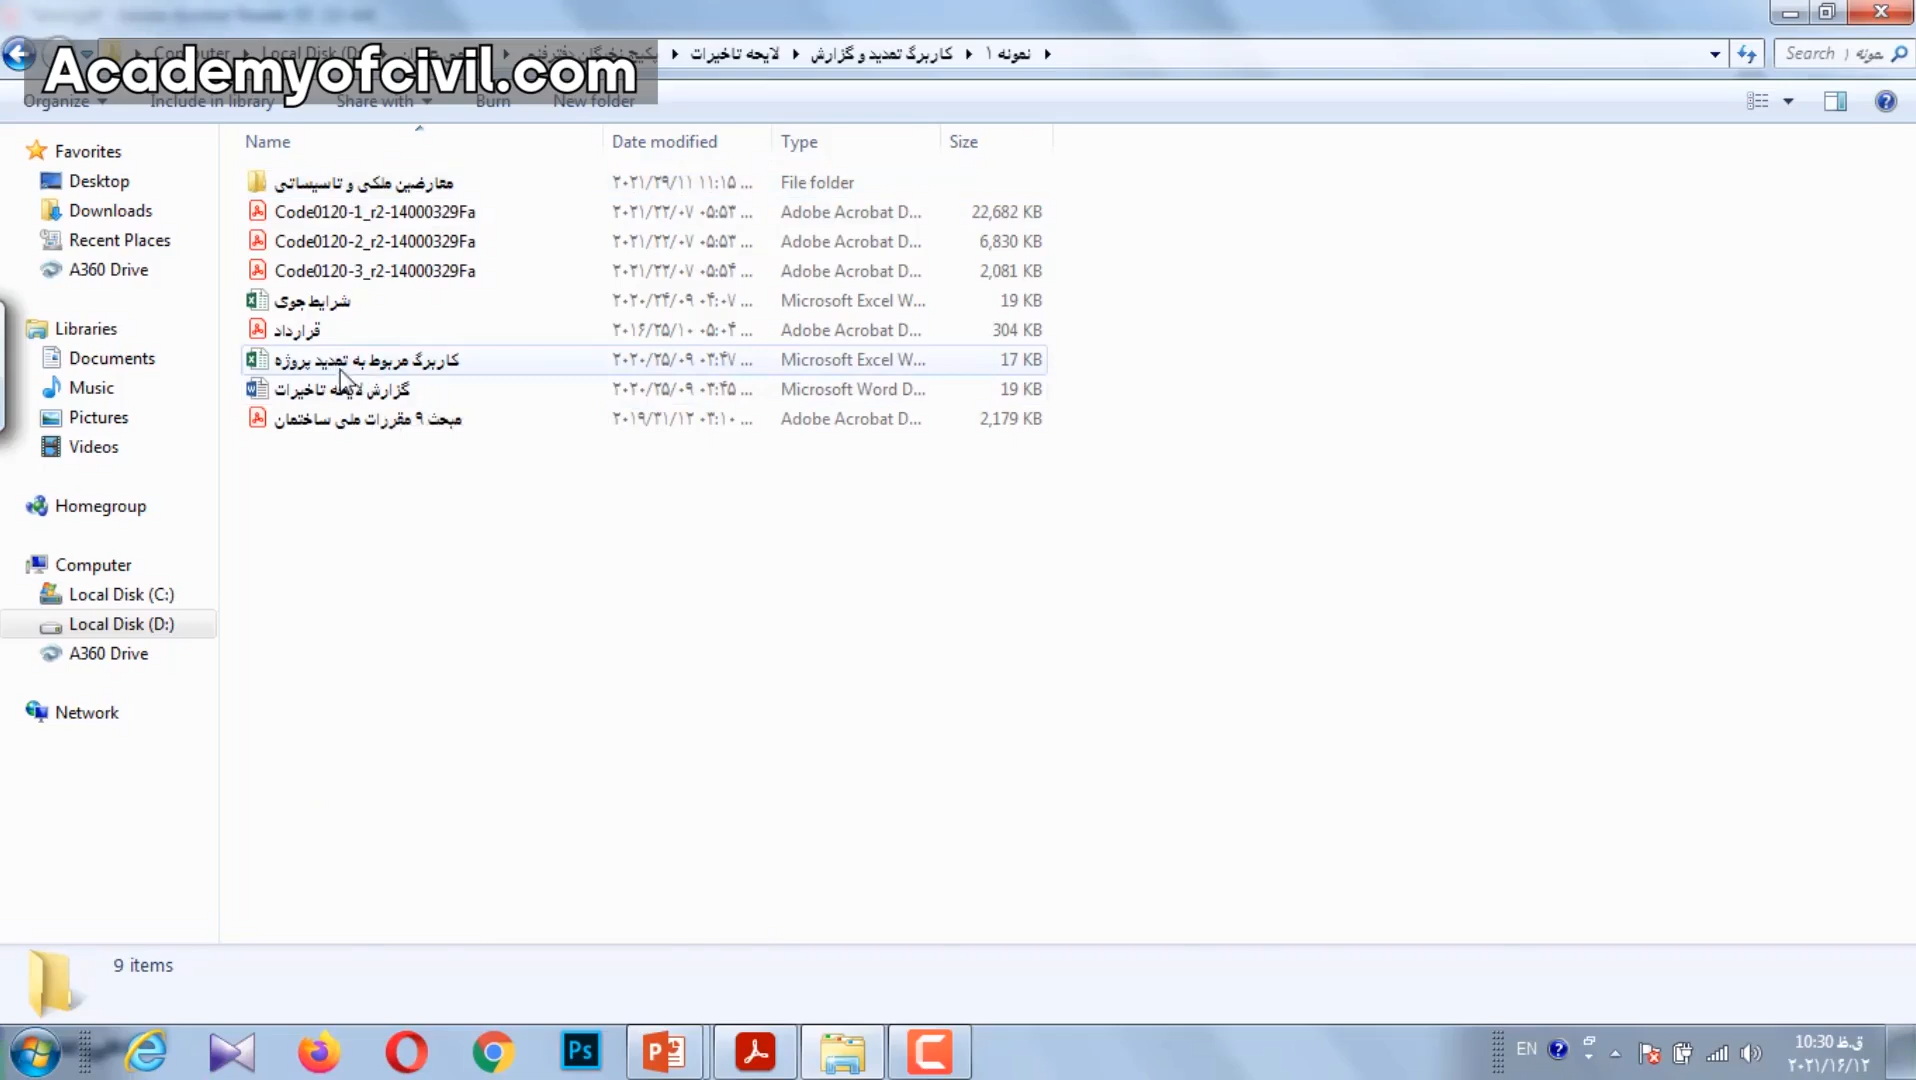 Academyofcivil.com
لایحه تاخیرات ▸ کاربرگ تمدید و گزارش ▸ نمونه ۱
Search نمونه ۱
Organize Include in library Share with Burn New folder
Name Date modified Type Size
معارضین ملکی و تاسیساتی ۲۰۲۱/۲۹/۱۱ ۱۱:۱۵ ... File folder
Code0120-1_r2-14000329Fa ۲۰۲۱/۲۲/۰۷ ۰۵:۵۳ ... Adobe Acrobat D... 22,682 KB
Code0120-2_r2-14000329Fa ۲۰۲۱/۲۲/۰۷ ۰۵:۵۳ ... Adobe Acrobat D... 6,830 KB
Code0120-3_r2-14000329Fa ۲۰۲۱/۲۲/۰۷ ۰۵:۵۴ ... Adobe Acrobat D... 2,081 KB
شرایط جوی ۲۰۲۰/۲۴/۰۹ ۰۴:۰۷ ... Microsoft Excel W... 19 KB
قرارداد ۲۰۱۶/۲۵/۱۰ ۰۵:۰۴ ... Adobe Acrobat D... 304 KB
کاربرگ مربوط به تمدید پروژه ۲۰۲۰/۲۵/۰۹ ۰۳:۴۷ ... Microsoft Excel W... 17 KB
گزارش لایحه تاخیرات ۲۰۲۰/۲۵/۰۹ ۰۳:۴۵ ... Microsoft Word D... 19 KB
مبحث ۹ مقررات ملی ساختمان ۲۰۱۹/۳۱/۱۲ ۰۳:۱۰ ... Adobe Acrobat D... 2,179 KB
Favorites
Desktop
Downloads
Recent Places
A360 Drive
Libraries
Documents
Music
Pictures
Videos
Homegroup
Computer
Local Disk (C:)
Local Disk (D:)
A360 Drive
Network
9 items
Ps
EN
10:30 ق.ظ
۲۰۲۱/۱۶/۱۲